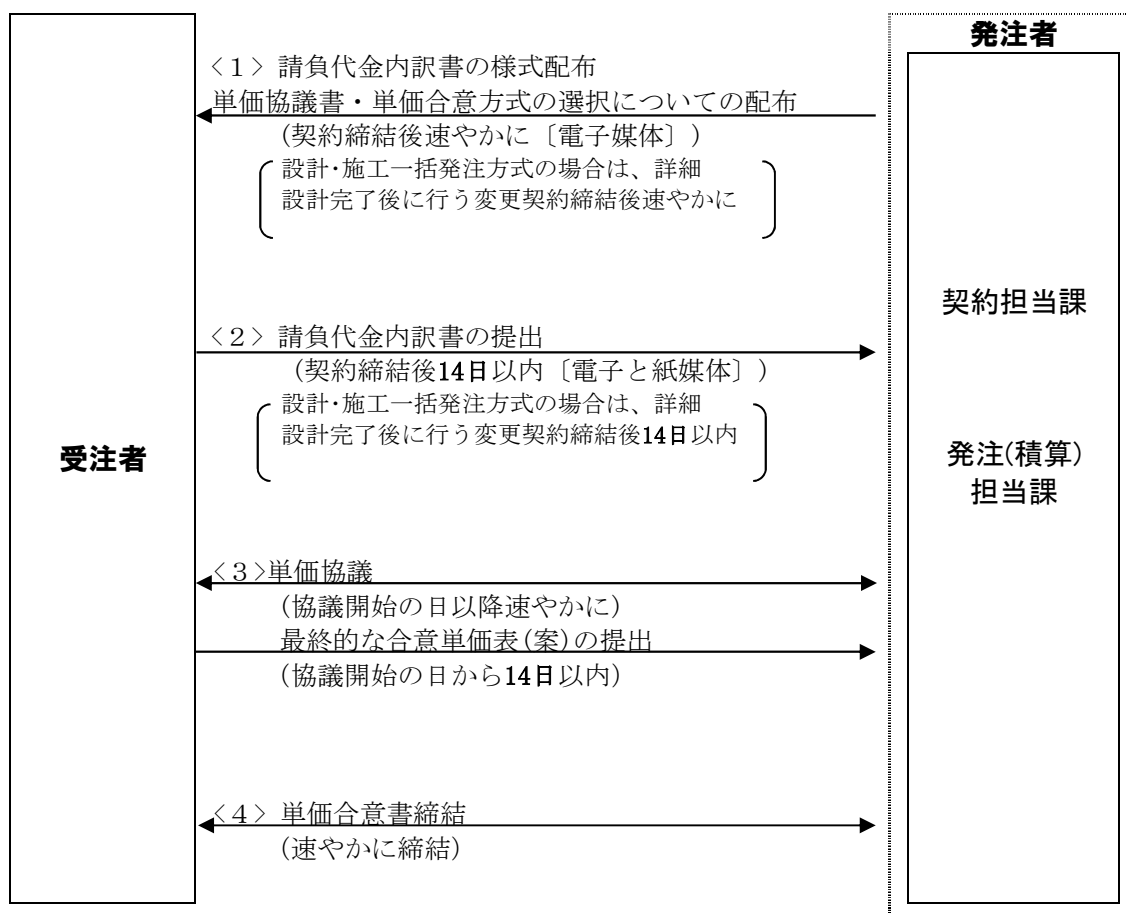 発注者
<1> 請負代金内訳書の様式配布
単価協議書・単価合意方式の選択についての配布
(契約締結後速やかに〔電子媒体〕)
設計・施工一括発注方式の場合は、詳細
設計完了後に行う変更契約締結後速やかに
契約担当課
<2> 請負代金内訳書の提出
(契約締結後14日以内〔電子と紙媒体〕)
設計・施工一括発注方式の場合は、詳細
設計完了後に行う変更契約締結後14日以内
受注者
発注(積算)
担当課
<3>単価協議
(協議開始の日以降速やかに)
最終的な合意単価表(案)の提出
(協議開始の日から14日以内)
<4> 単価合意書締結
(速やかに締結)